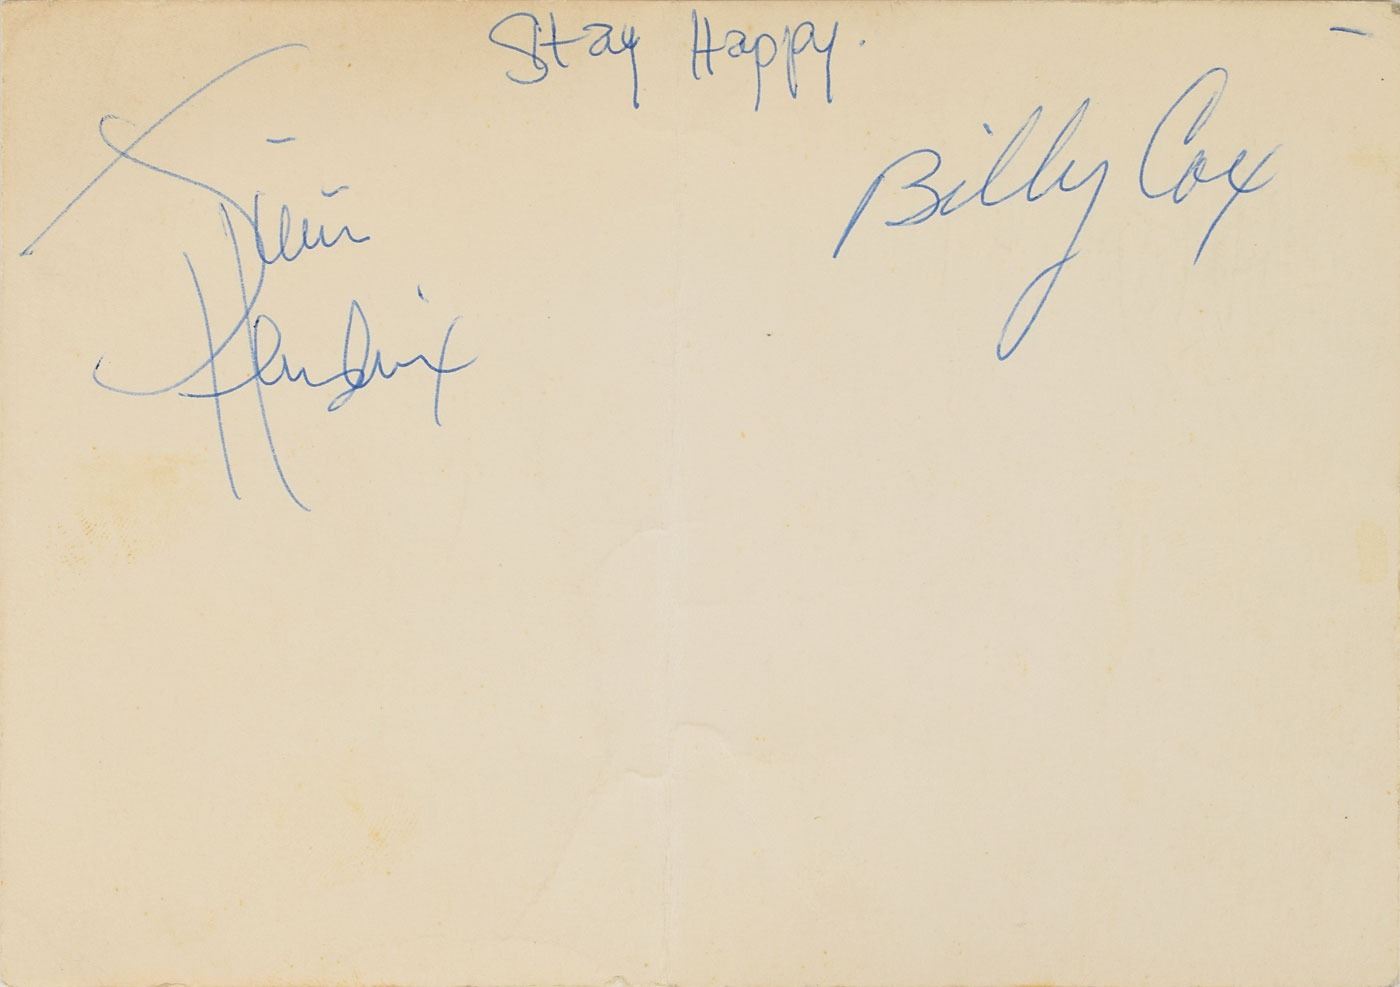 Stay Happy.
Jimi
Hendrix
Billy Cox